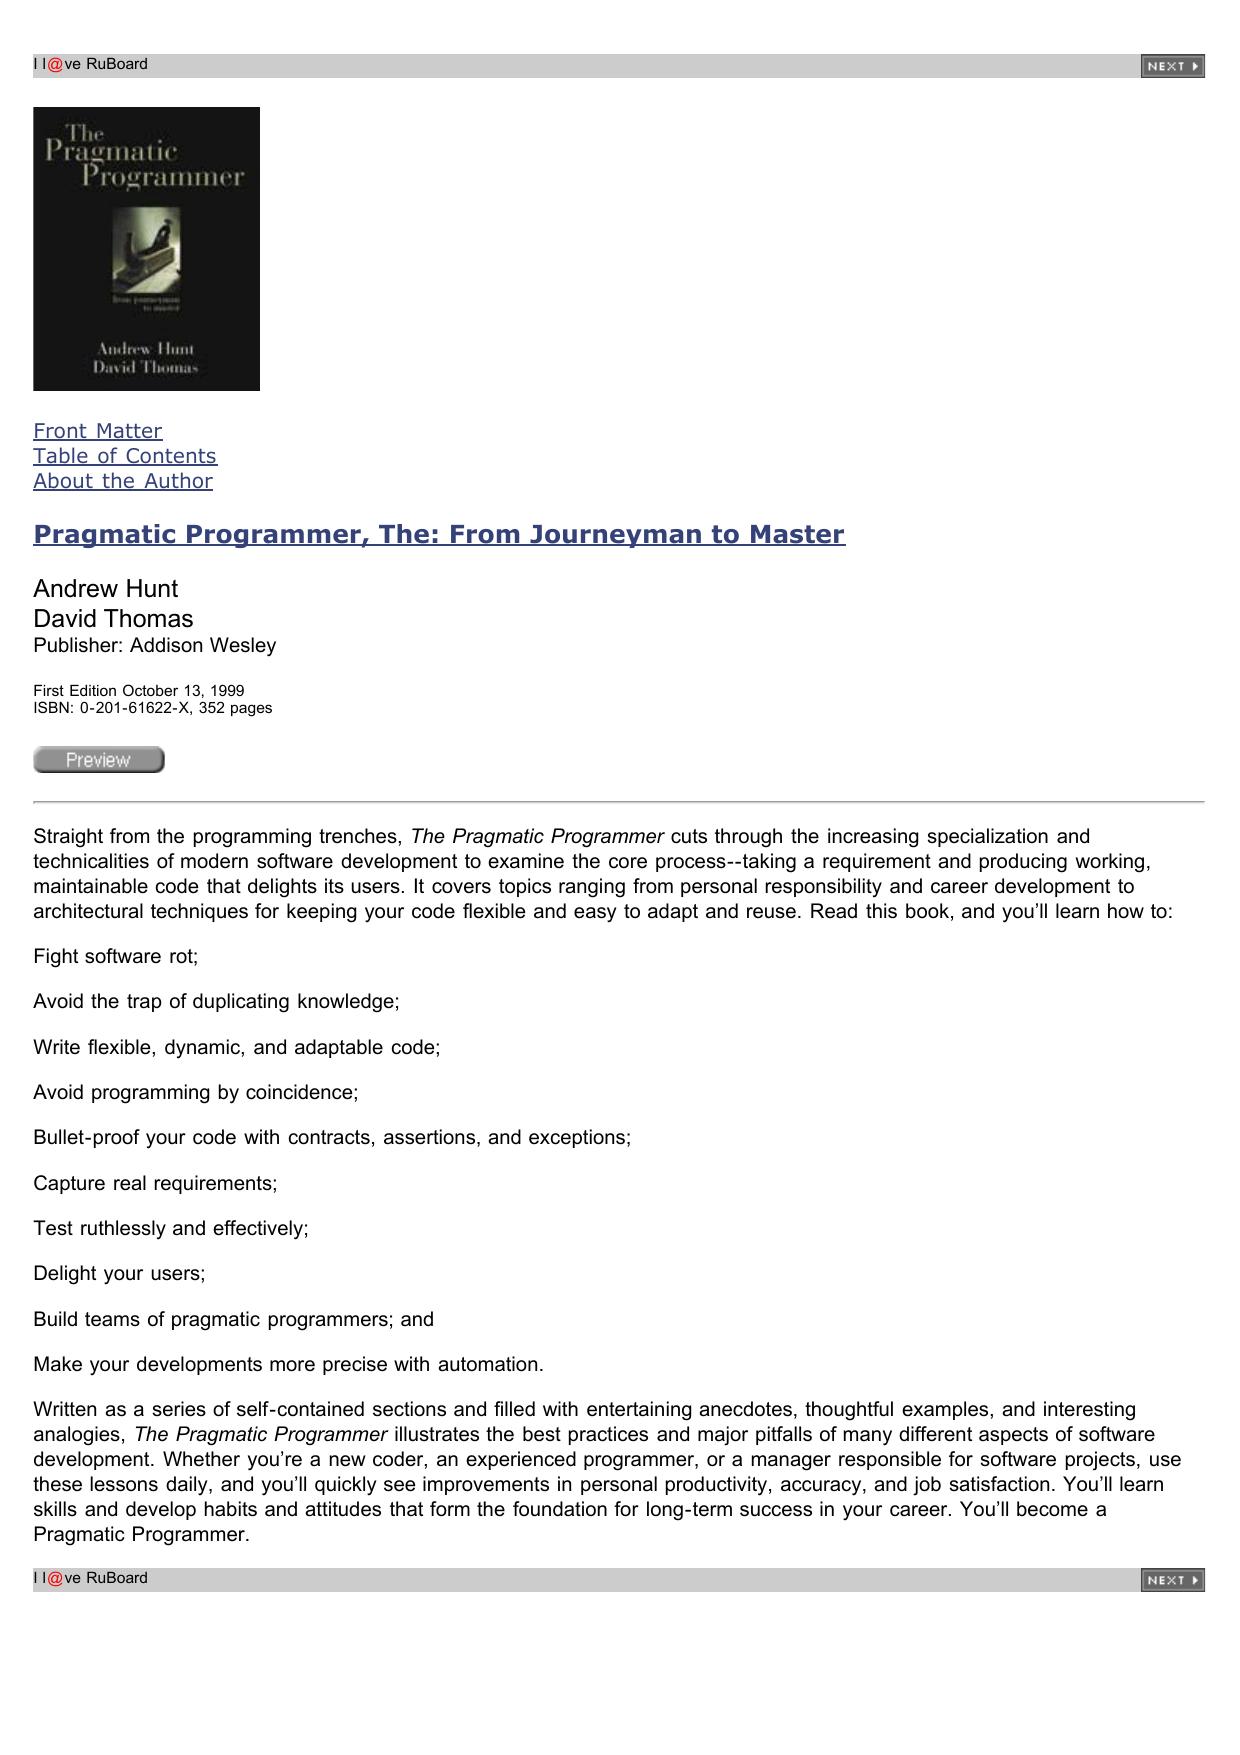 I l@ve RuBoard
NEXT
The
Pragmatic
Programmer
from journeyman
to master
Andrew Hunt
David Thomas
Front Matter
Table of Contents
About the Author
Pragmatic Programmer, The: From Journeyman to Master
Andrew Hunt
David Thomas
Publisher: Addison Wesley
First Edition October 13, 1999
ISBN: 0-201-61622-X, 352 pages
Preview
Straight from the programming trenches, The Pragmatic Programmer cuts through the increasing specialization and
technicalities of modern software development to examine the core process--taking a requirement and producing working,
maintainable code that delights its users. It covers topics ranging from personal responsibility and career development to
architectural techniques for keeping your code flexible and easy to adapt and reuse. Read this book, and you’ll learn how to:
Fight software rot;
Avoid the trap of duplicating knowledge;
Write flexible, dynamic, and adaptable code;
Avoid programming by coincidence;
Bullet-proof your code with contracts, assertions, and exceptions;
Capture real requirements;
Test ruthlessly and effectively;
Delight your users;
Build teams of pragmatic programmers; and
Make your developments more precise with automation.
Written as a series of self-contained sections and filled with entertaining anecdotes, thoughtful examples, and interesting
analogies, The Pragmatic Programmer illustrates the best practices and major pitfalls of many different aspects of software
development. Whether you’re a new coder, an experienced programmer, or a manager responsible for software projects, use
these lessons daily, and you’ll quickly see improvements in personal productivity, accuracy, and job satisfaction. You’ll learn
skills and develop habits and attitudes that form the foundation for long-term success in your career. You’ll become a
Pragmatic Programmer.
I l@ve RuBoard
NEXT